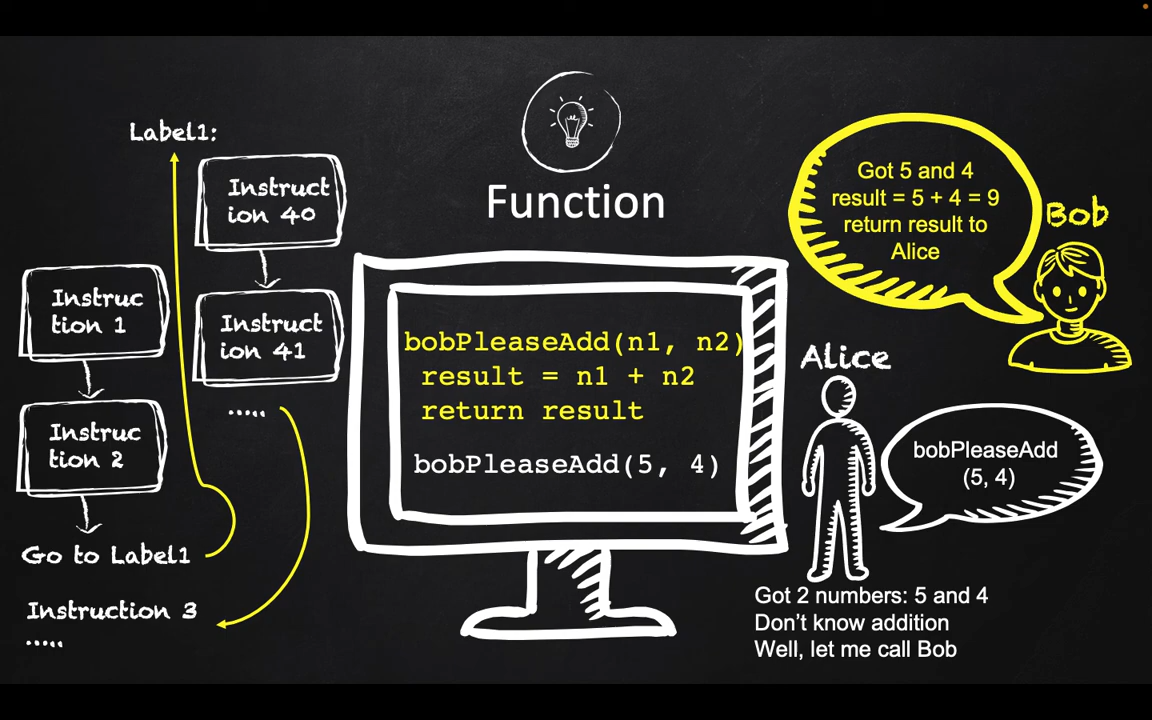 Label1:
Instruct
ion 40
Instruc
tion 1
Instruct
ion 41
.....
Instruc
tion 2
Go to Label1
Instruction 3
.....
Function
bobPleaseAdd(n1, n2)
result = n1 + n2
return result
bobPleaseAdd(5, 4)
Got 5 and 4
result = 5 + 4 = 9
return result to
Alice
Bob
Alice
bobPleaseAdd
(5, 4)
Got 2 numbers: 5 and 4
Don't know addition
Well, let me call Bob